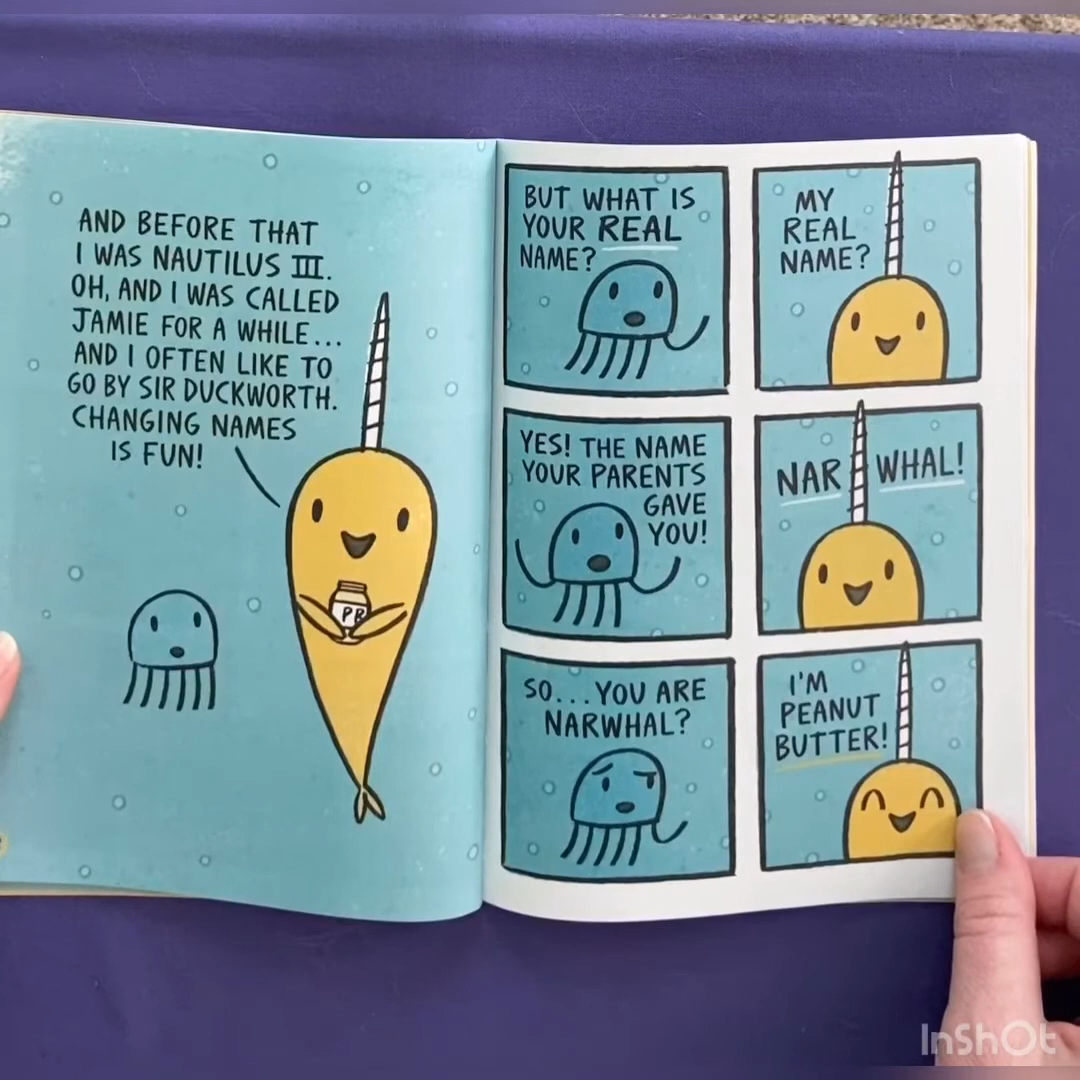 AND BEFORE THAT
I WAS NAUTILUS III.
OH, AND I WAS CALLED
JAMIE FOR A WHILE...
AND I OFTEN LIKE TO
GO BY SIR DUCKWORTH.
CHANGING NAMES
IS FUN!
PB
BUT WHAT IS
YOUR REAL
NAME?
MY
REAL
NAME?
YES! THE NAME
YOUR PARENTS
GAVE
YOU!
NAR WHAL!
SO...YOU ARE
NARWHAL?
I'M
PEANUT
BUTTER!
InShOt